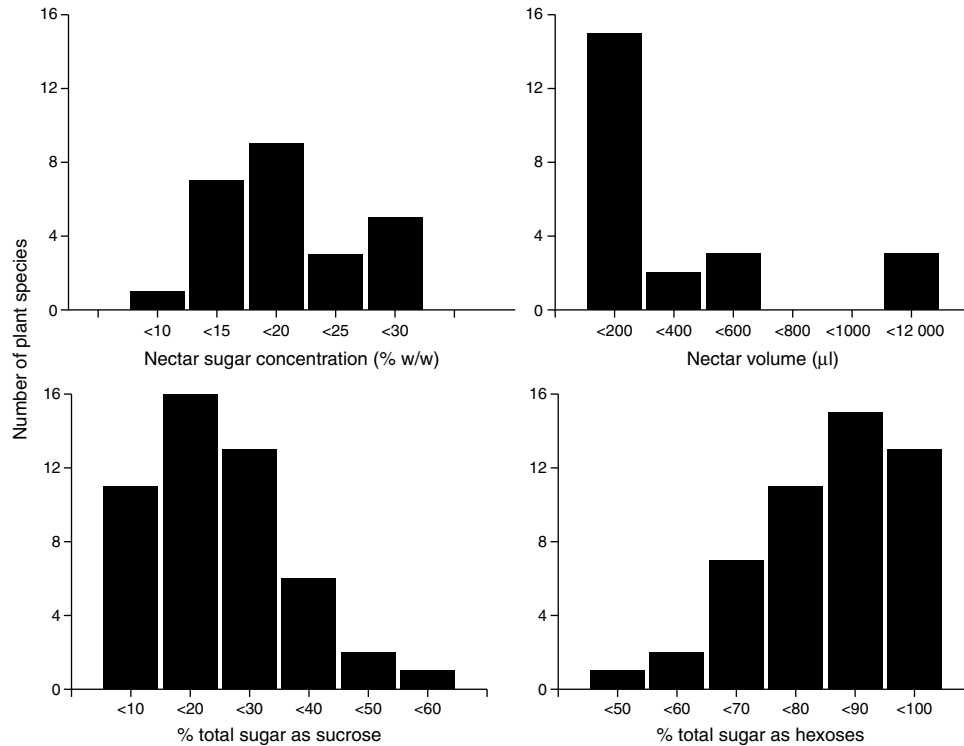 Number of plant species
16
12
8
4
0
<10 <15 <20 <25 <30
Nectar sugar concentration (% w/w)
16
12
8
4
0
<200 <400 <600 <800 <1000 <12 000
Nectar volume (μl)
16
12
8
4
0
<10 <20 <30 <40 <50 <60
% total sugar as sucrose
16
12
8
4
0
<50 <60 <70 <80 <90 <100
% total sugar as hexoses